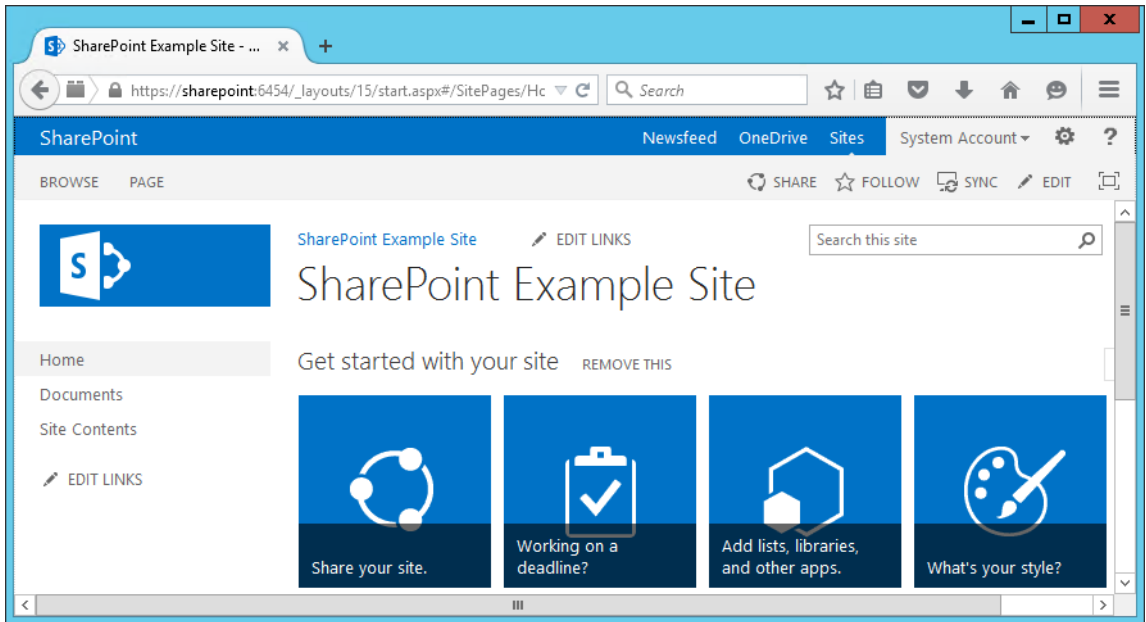 SharePoint Example Site - ...
https://sharepoint:6454/_layouts/15/start.aspx#/SitePages/Hc
Search
SharePoint
Newsfeed OneDrive Sites System Account ?
BROWSE PAGE
SHARE FOLLOW SYNC EDIT
S
SharePoint Example Site EDIT LINKS
Search this site
SharePoint Example Site
Home
Documents
Site Contents
EDIT LINKS
Get started with your site REMOVE THIS
Share your site.
Working on a
deadline?
Add lists, libraries,
and other apps.
What's your style?